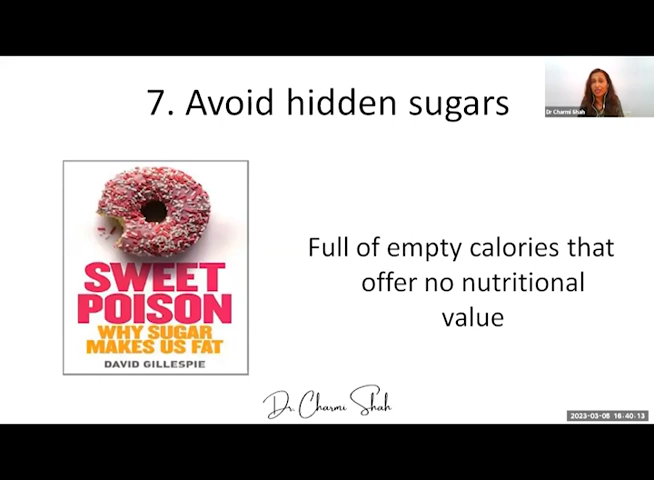 7. Avoid hidden sugars
Dr Charmi Shah
SWEET
POISON
WHY SUGAR
MAKES US FAT
DAVID GILLESPIE
Full of empty calories that
offer no nutritional
value
Dr. Charmi Shah
2023-03-06 16:40:13